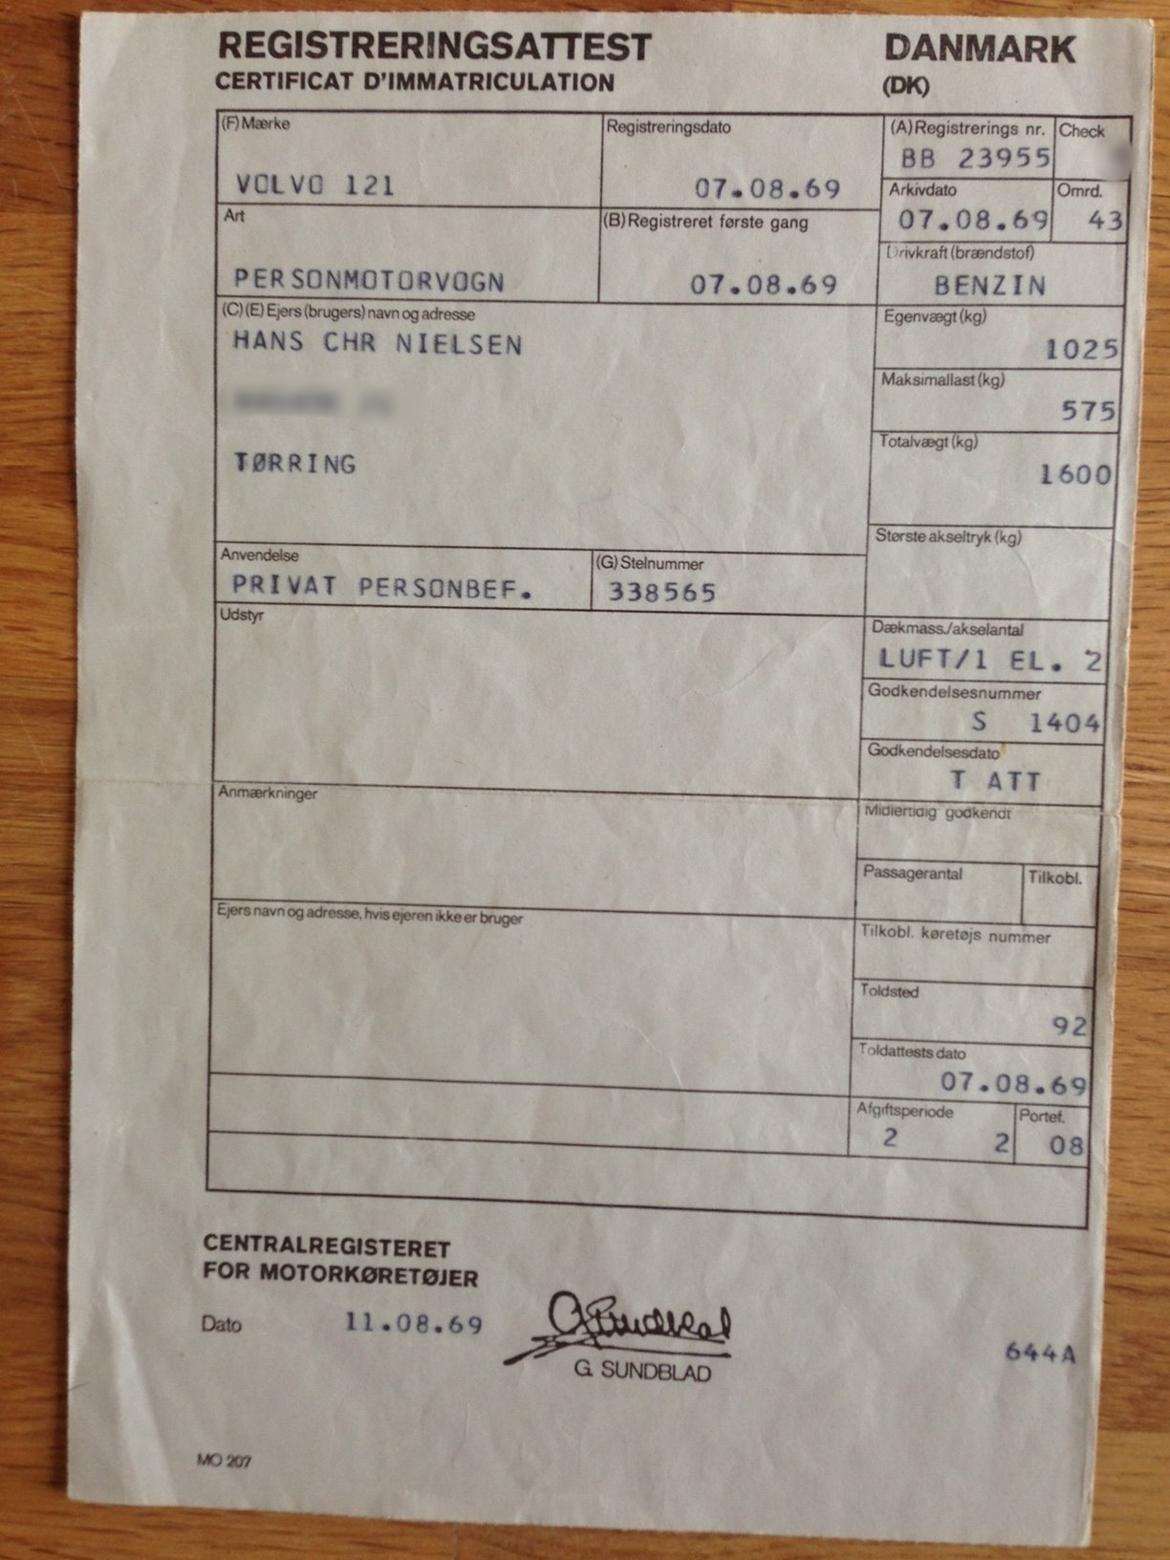 REGISTRERINGSATTEST
CERTIFICAT D'IMMATRICULATION
DANMARK
(DK)
(F) Mærke
VOLVO 121
Registreringsdato
07.08.69
(A) Registrerings nr.
BB 23955
Check
Arkivdato
07.08.69
Omrd.
43
Art
PERSONMOTORVOGN
(B) Registreret første gang
07.08.69
Drivkraft (brændstof)
BENZIN
(C) (E) Ejers (brugers) navn og adresse
HANS CHR NIELSEN
TØRRING
Egenvægt (kg)
1025
Maksimallast (kg)
575
Totalvægt (kg)
1600
Største akseltryk (kg)
Anvendelse
PRIVAT PERSONBEF.
(G) Stelnummer
338565
Udstyr
Dækmass./akselantal
LUFT/1 EL. 2
Godkendelsesnummer
S 1404
Godkendelsesdato
T ATT
Anmærkninger
Midlertidig godkendt
Passagerantal
Tilkobl.
Ejers navn og adresse, hvis ejeren ikke er bruger
Tilkobl. køretøjs nummer
Toldsted
92
Toldattests dato
07.08.69
Afgiftsperiode
2 2
Portef.
08
CENTRALREGISTERET
FOR MOTORKØRETØJER
Dato 11.08.69
G. SUNDBLAD
644A
MO 207